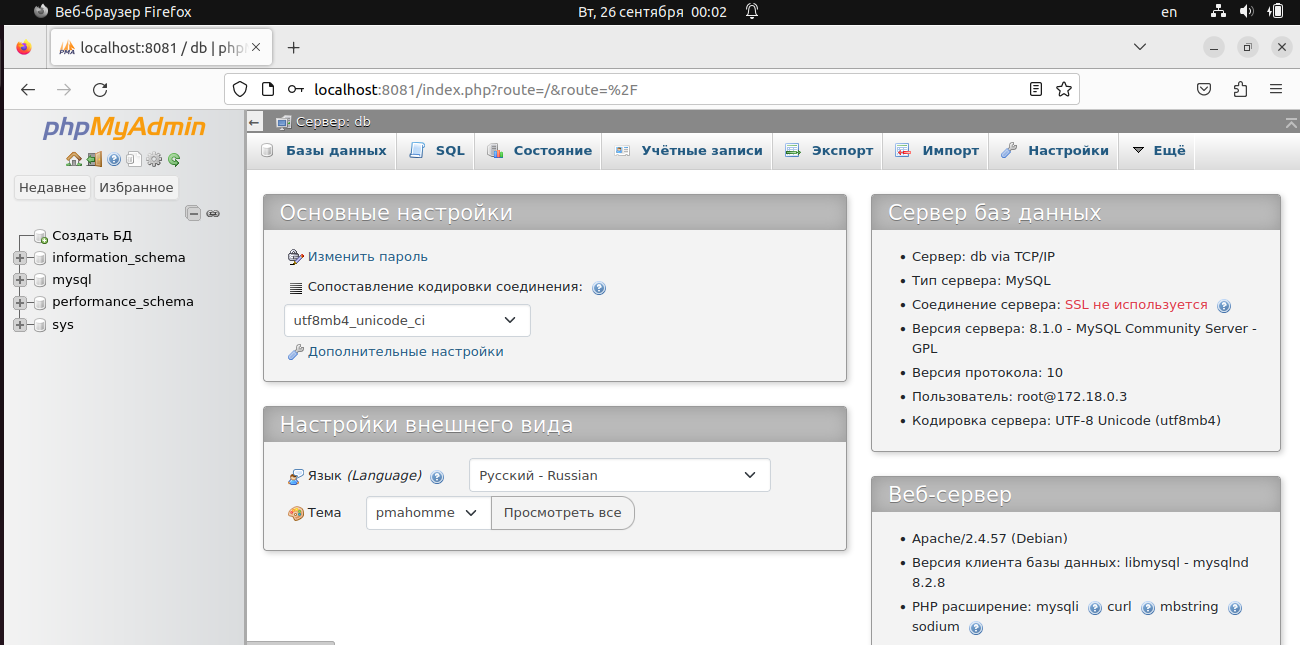 Веб-браузер Firefox
Вт, 26 сентября 00:02
en
localhost:8081 / db | php
localhost:8081/index.php?route=/&route=%2F
phpMyAdmin
Недавнее Избранное
Создать БД
information_schema
mysql
performance_schema
sys
Сервер: db
Базы данных SQL Состояние Учётные записи Экспорт Импорт Настройки Ещё
Основные настройки
Изменить пароль
Сопоставление кодировки соединения:
utf8mb4_unicode_ci
Дополнительные настройки
Настройки внешнего вида
Язык (Language) Русский - Russian
Тема pmahomme Просмотреть все
Сервер баз данных
• Сервер: db via TCP/IP
• Тип сервера: MySQL
• Соединение сервера: SSL не используется
• Версия сервера: 8.1.0 - MySQL Community Server -
GPL
• Версия протокола: 10
• Пользователь: root@172.18.0.3
• Кодировка сервера: UTF-8 Unicode (utf8mb4)
Веб-сервер
• Apache/2.4.57 (Debian)
• Версия клиента базы данных: libmysql - mysqlnd
8.2.8
• PHP расширение: mysqli curl mbstring
sodium